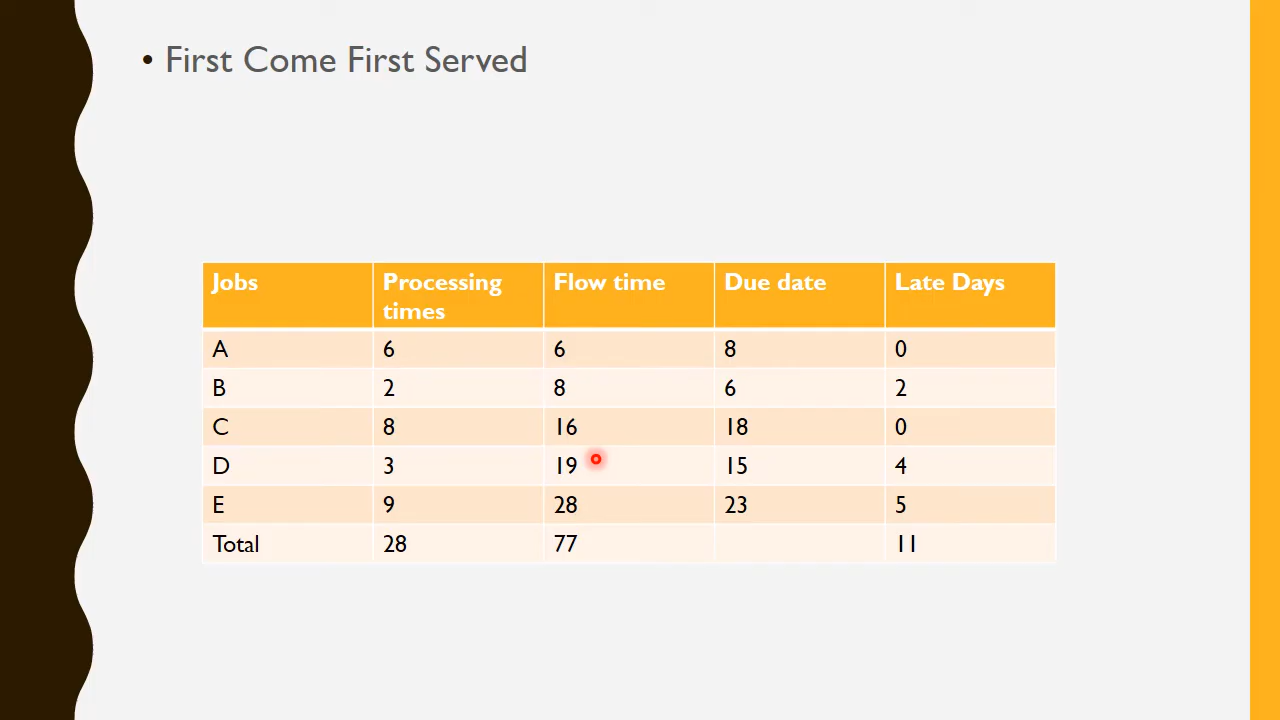 • First Come First Served
Jobs Processing times Flow time Due date Late Days
A 6 6 8 0
B 2 8 6 2
C 8 16 18 0
D 3 19 15 4
E 9 28 23 5
Total 28 77 11